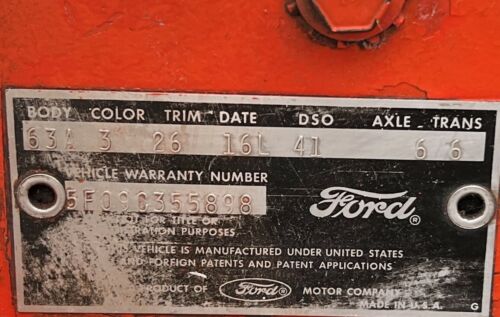 BODY COLOR TRIM DATE DSO AXLE TRANS
63A 3 26 16L 41 6 6
VEHICLE WARRANTY NUMBER
5F09C355898
NOT FOR TITLE OR
REGISTRATION PURPOSES
Ford®
VEHICLE IS MANUFACTURED UNDER UNITED STATES
AND FOREIGN PATENTS AND PATENT APPLICATIONS
PRODUCT OF Ford® MOTOR COMPANY
MADE IN U.S.A. G